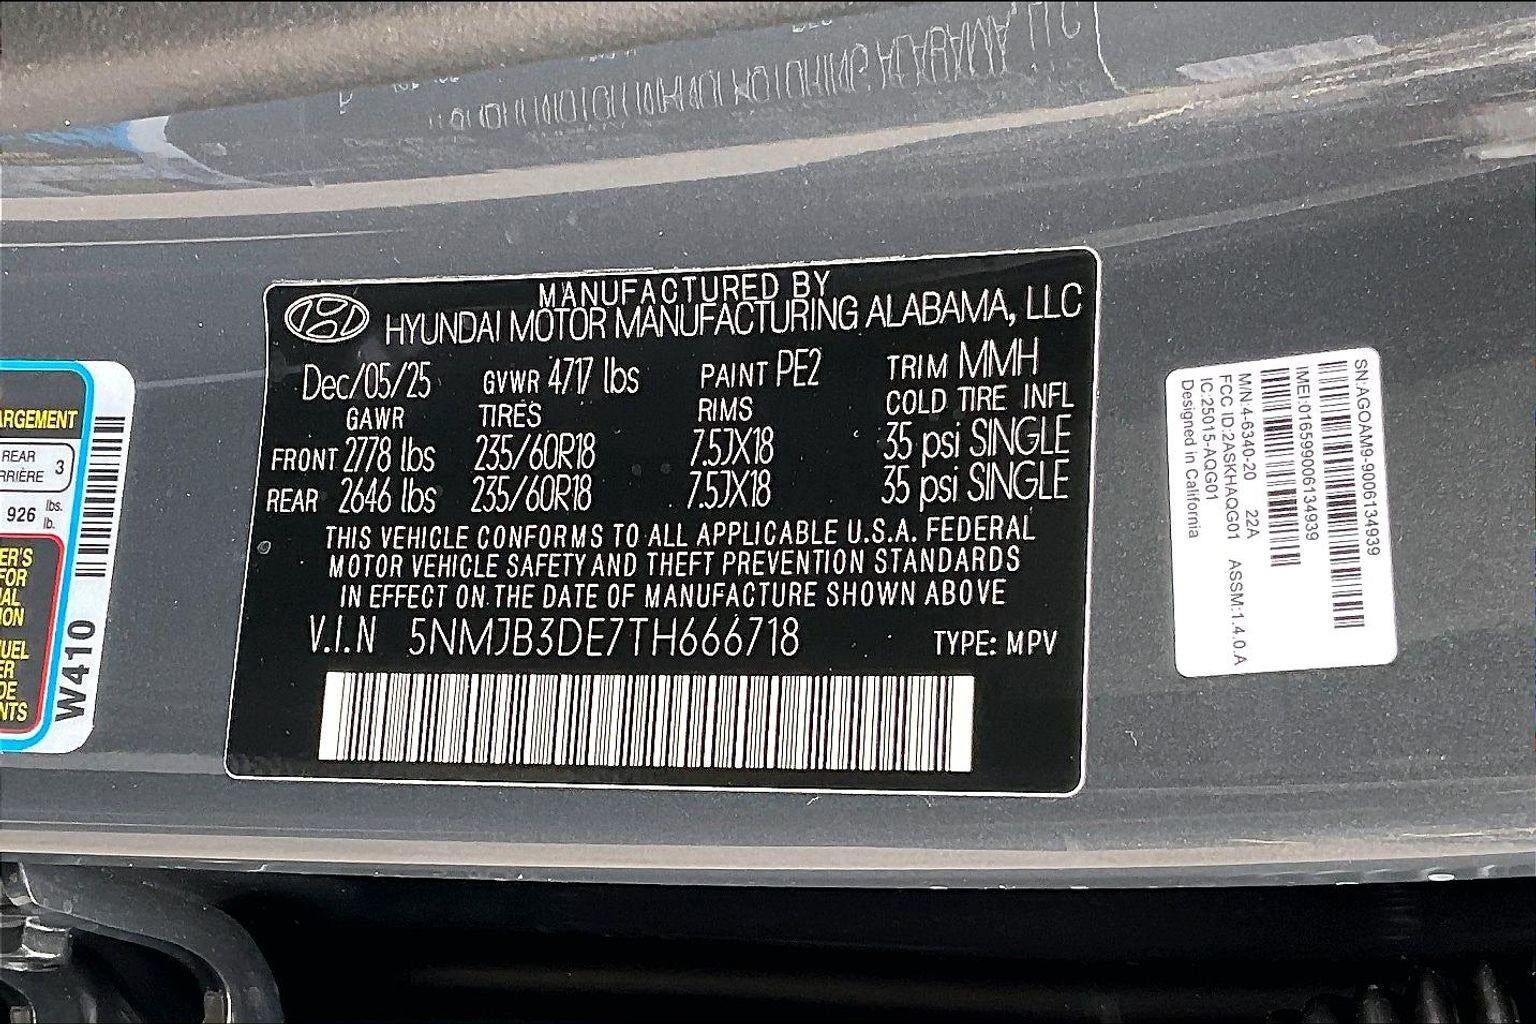 MANUFACTURED BY
HYUNDAI MOTOR MANUFACTURING ALABAMA, LLC
Dec/05/25 GVWR 4717 lbs PAINT PE2 TRIM MMH
GAWR TIRES RIMS COLD TIRE INFL
FRONT 2778 lbs 235/60R18 7.5JX18 35 psi SINGLE
REAR 2646 lbs 235/60R18 7.5JX18 35 psi SINGLE
THIS VEHICLE CONFORMS TO ALL APPLICABLE U.S.A. FEDERAL
MOTOR VEHICLE SAFETY AND THEFT PREVENTION STANDARDS
IN EFFECT ON THE DATE OF MANUFACTURE SHOWN ABOVE
V.I.N 5NMJB3DE7TH666718 TYPE: MPV
SN:AGOAM9-9006134939
IMEI:016599006134939
M/N:4-6340-20 22A
FCC ID:2ASKHAQG01 ASSM:1.4.0.A
IC:25015-AQG01
Designed in California
REAR 3
926 lbs.
lb.
W410